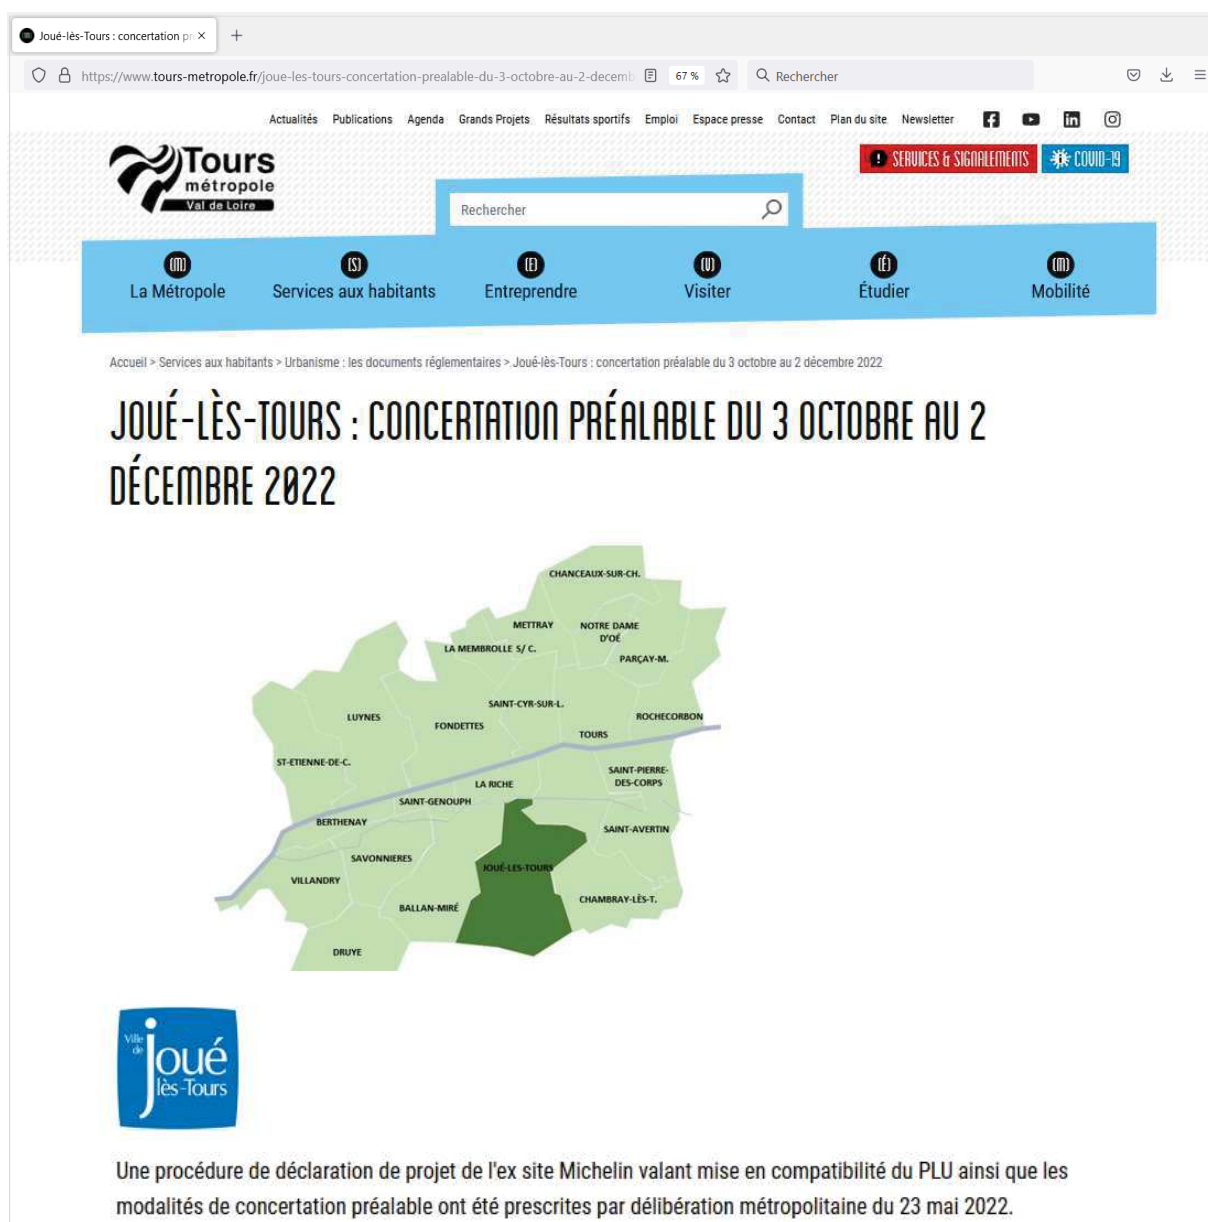 Joué-lès-Tours : concertation pr
https://www.tours-metropole.fr/joue-les-tours-concertation-prealable-du-3-octobre-au-2-decemb 67 % Rechercher
Actualités Publications Agenda Grands Projets Résultats sportifs Emploi Espace presse Contact Plan du site Newsletter
Tours
métropole
Val de Loire
SERVICES & SIGNALEMENTS COVID-19
Rechercher
(M) (S) (E) (V) (É) (M)
La Métropole Services aux habitants Entreprendre Visiter Étudier Mobilité
Accueil > Services aux habitants > Urbanisme : les documents réglementaires > Joué-lès-Tours : concertation préalable du 3 octobre au 2 décembre 2022
JOUÉ-LÈS-TOURS : CONCERTATION PRÉALABLE DU 3 OCTOBRE AU 2
DÉCEMBRE 2022
CHANCEAUX-SUR-CH.
METTRAY
NOTRE DAME
D'OÉ
LA MEMBROLLE S/ C.
PARÇAY-M.
SAINT-CYR-SUR-L.
LUYNES
FONDETTES
ROCHECORBON
TOURS
ST-ETIENNE-DE-C.
SAINT-PIERRE-
DES-CORPS
LA RICHE
SAINT-GENOUPH
BERTHENAY
SAINT-AVERTIN
SAVONNIERES
JOUÉ-LES-TOURS
VILLANDRY
CHAMBRAY-LÈS-T.
BALLAN-MIRÉ
DRUYE
Ville
de
joué
lès-Tours
Une procédure de déclaration de projet de l'ex site Michelin valant mise en compatibilité du PLU ainsi que les
modalités de concertation préalable ont été prescrites par délibération métropolitaine du 23 mai 2022.